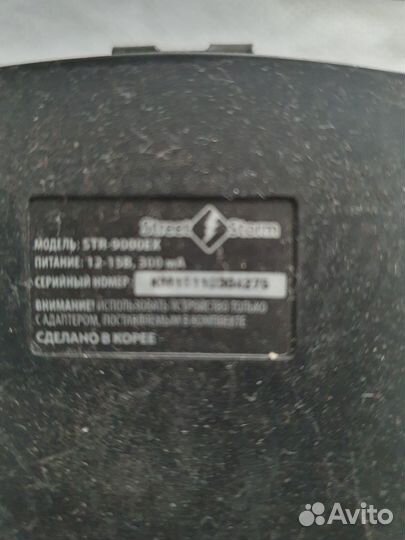 Street Storm
МОДЕЛЬ: STR-9000EX
ПИТАНИЕ: 12-15В, 300 мА
СЕРИЙНЫЙ НОМЕР
ВНИМАНИЕ! ИСПОЛЬЗОВАТЬ УСТРОЙСТВО ТОЛЬКО
С АДАПТЕРОМ, ПОСТАВЛЯЕМЫМ В КОМПЛЕКТЕ
СДЕЛАНО В КОРЕЕ
Avito